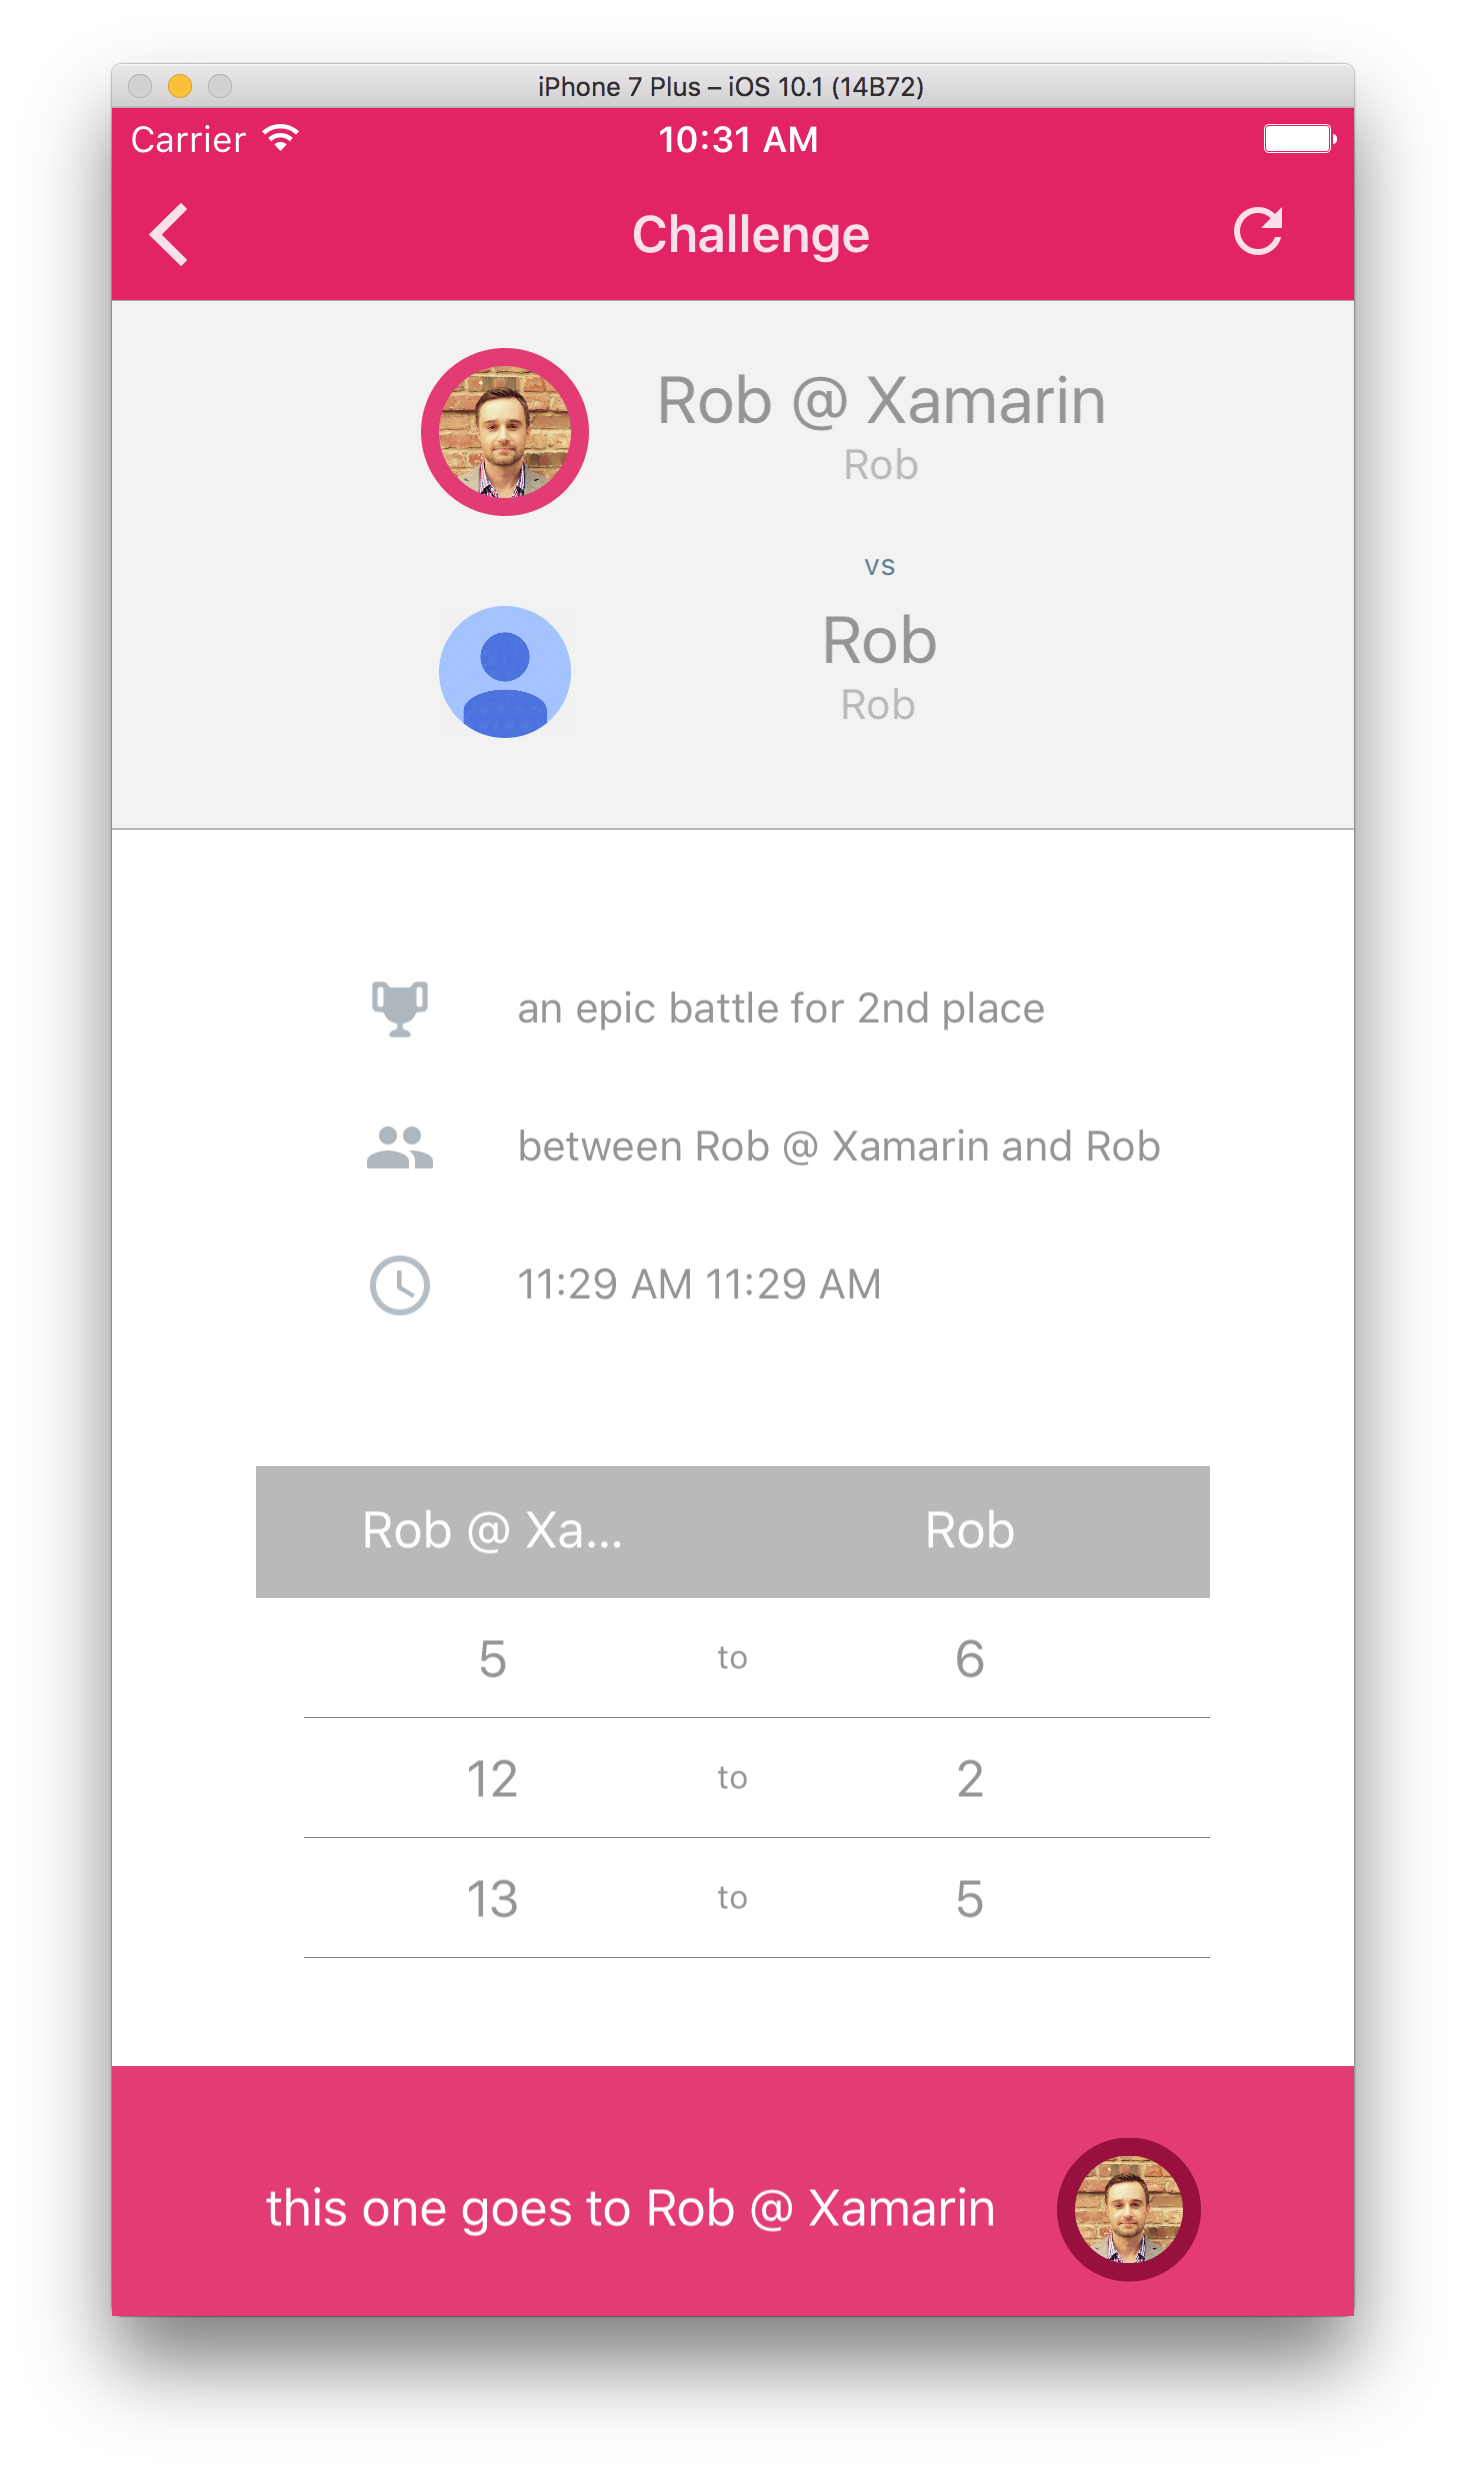 iPhone 7 Plus – iOS 10.1 (14B72)
Carrier 10:31 AM
Challenge
Rob @ Xamarin
Rob
vs
Rob
Rob
an epic battle for 2nd place
between Rob @ Xamarin and Rob
11:29 AM 11:29 AM
Rob @ Xa... Rob
5 to 6
12 to 2
13 to 5
this one goes to Rob @ Xamarin